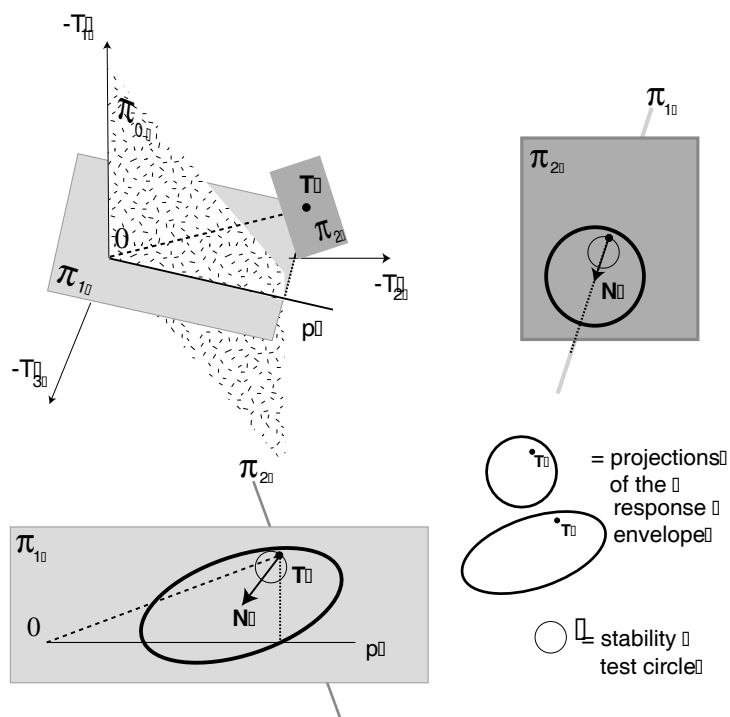 -T1▯
π0▯
T▯
π2▯
0
π1▯
-T2▯
p▯
-T3▯
π1▯
π2▯
N▯
π2▯
π1▯
T▯
N▯
0
p▯
T▯
= projections▯
of the ▯
response ▯
envelope▯
T▯
▯= stability ▯
test circle▯